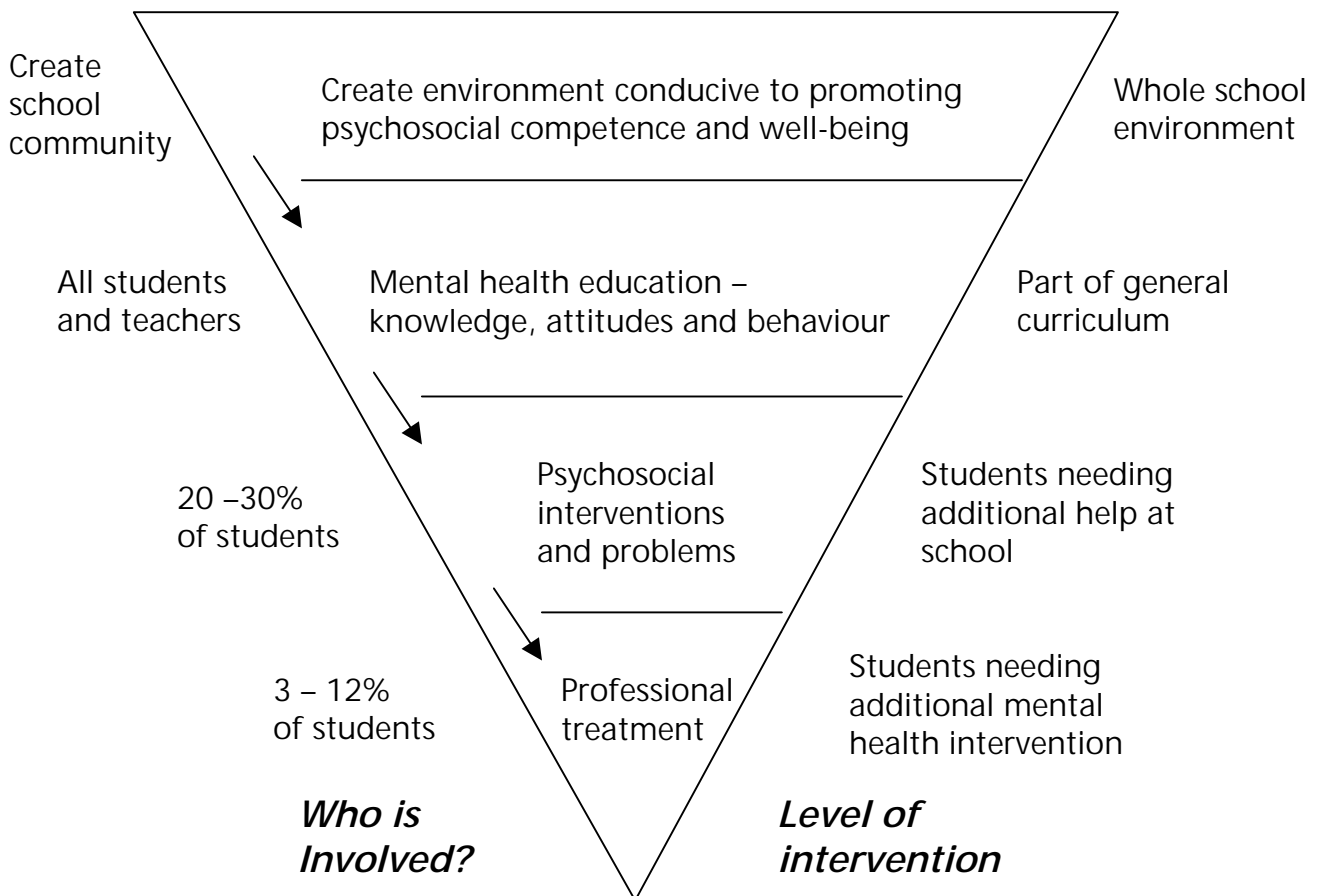 Create
school
community
Create environment conducive to promoting
psychosocial competence and well-being
Whole school
environment
All students
and teachers
Mental health education –
knowledge, attitudes and behaviour
Part of general
curriculum
20 –30%
of students
Psychosocial
interventions
and problems
Students needing
additional help at
school
3 – 12%
of students
Professional
treatment
Students needing
additional mental
health intervention
Who is
Involved?
Level of
intervention